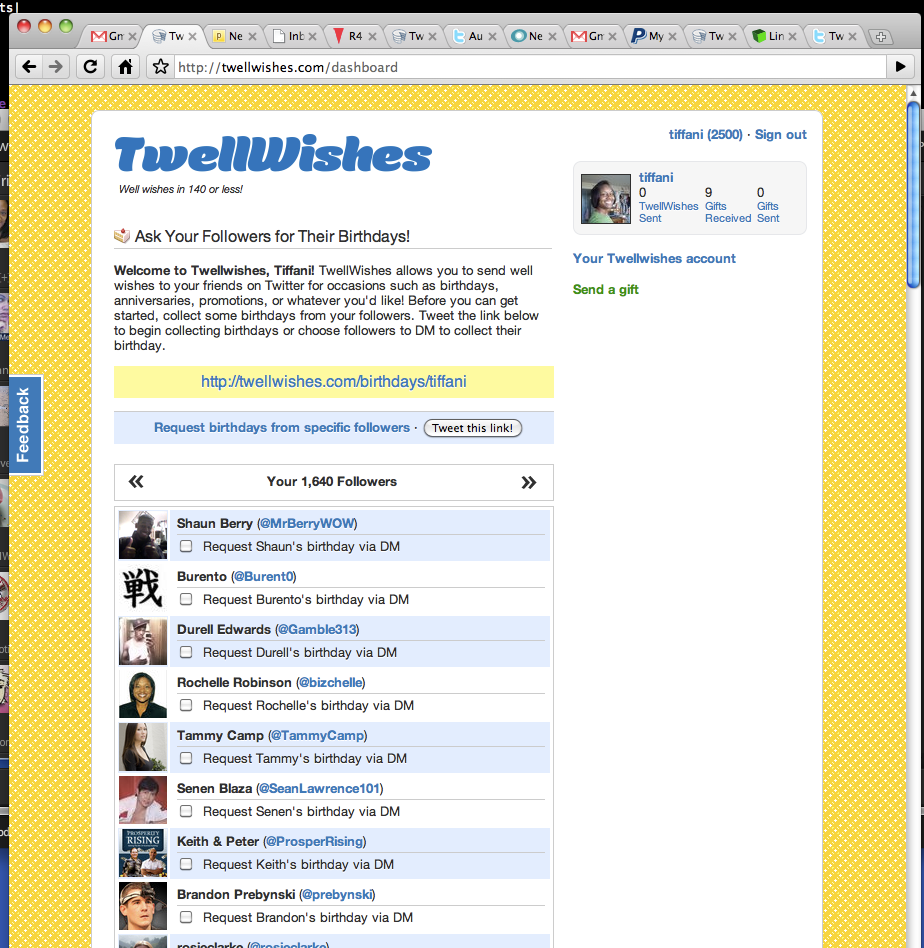 ts|
Gm
Tw
Ne
Inb
R4
Tw
Au
Ne
Gm
My
Tw
Lin
Tw
http://twellwishes.com/dashboard
tiffani (2500) · Sign out
TwellWishes
Well wishes in 140 or less!
tiffani
0 9 0
TwellWishes Gifts Gifts
Sent Received Sent
Your Twellwishes account
Send a gift
Ask Your Followers for Their Birthdays!
Welcome to Twellwishes, Tiffani! TwellWishes allows you to send well
wishes to your friends on Twitter for occasions such as birthdays,
anniversaries, promotions, or whatever you'd like! Before you can get
started, collect some birthdays from your followers. Tweet the link below
to begin collecting birthdays or choose followers to DM to collect their
birthday.
http://twellwishes.com/birthdays/tiffani
Feedback
Request birthdays from specific followers · Tweet this link!
« Your 1,640 Followers »
Shaun Berry (@MrBerryWOW)
Request Shaun's birthday via DM
戦
Burento (@Burent0)
Request Burento's birthday via DM
Durell Edwards (@Gamble313)
Request Durell's birthday via DM
Rochelle Robinson (@bizchelle)
Request Rochelle's birthday via DM
Tammy Camp (@TammyCamp)
Request Tammy's birthday via DM
Senen Blaza (@SeanLawrence101)
Request Senen's birthday via DM
PROSPERITY
RISING
Keith & Peter (@ProsperRising)
Request Keith's birthday via DM
Brandon Prebynski (@prebynski)
Request Brandon's birthday via DM
rosieclarke (@rosieclarke)